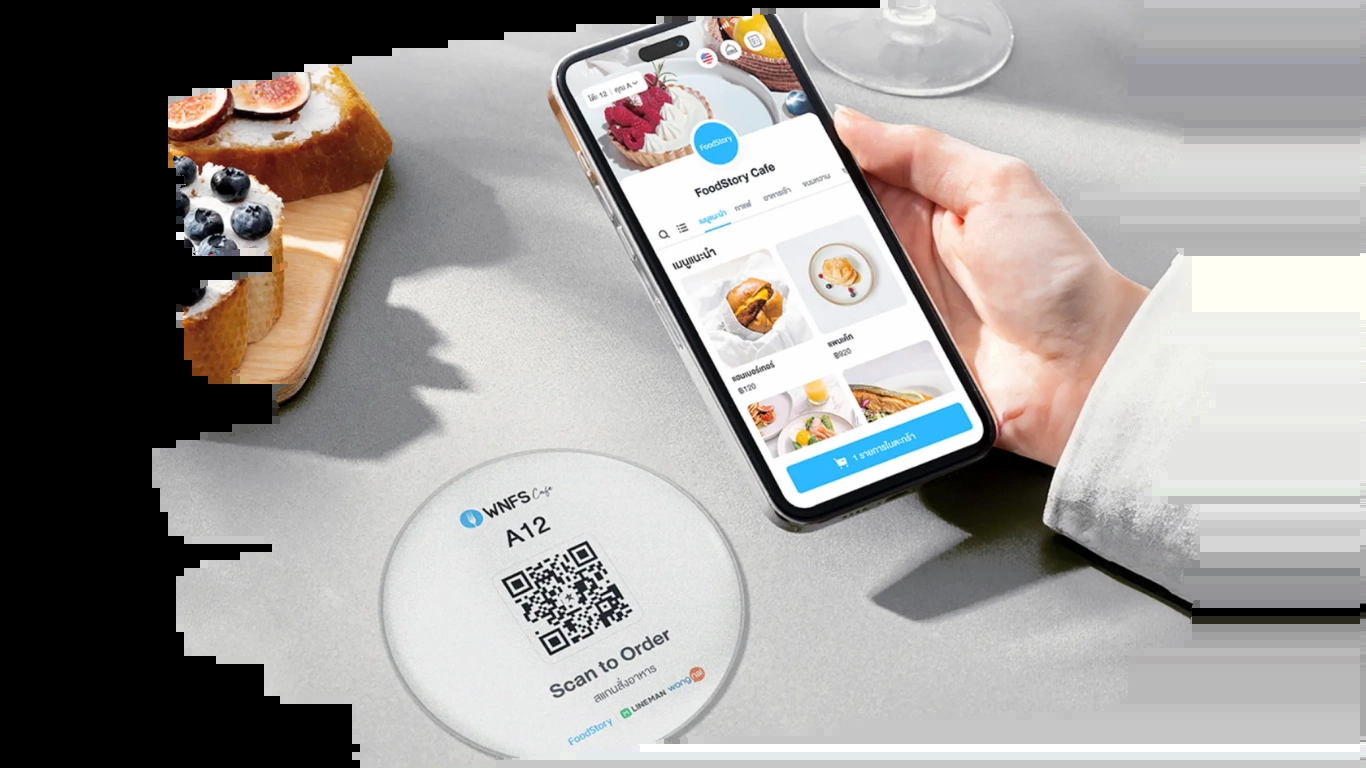 โต๊ะ 12 | คุณ A
FoodStory
FoodStory Cafe
เมนูแนะนำ กาแฟ อาหารเช้า ขนมหวาน
เมนูแนะนำ
แฮมเบอร์เกอร์
฿120
แพนเค้ก
฿920
1 รายการในตะกร้า
WNFS Cafe
A12
Scan to Order
สแกนสั่งอาหาร
FoodStory LINEMAN wongnai